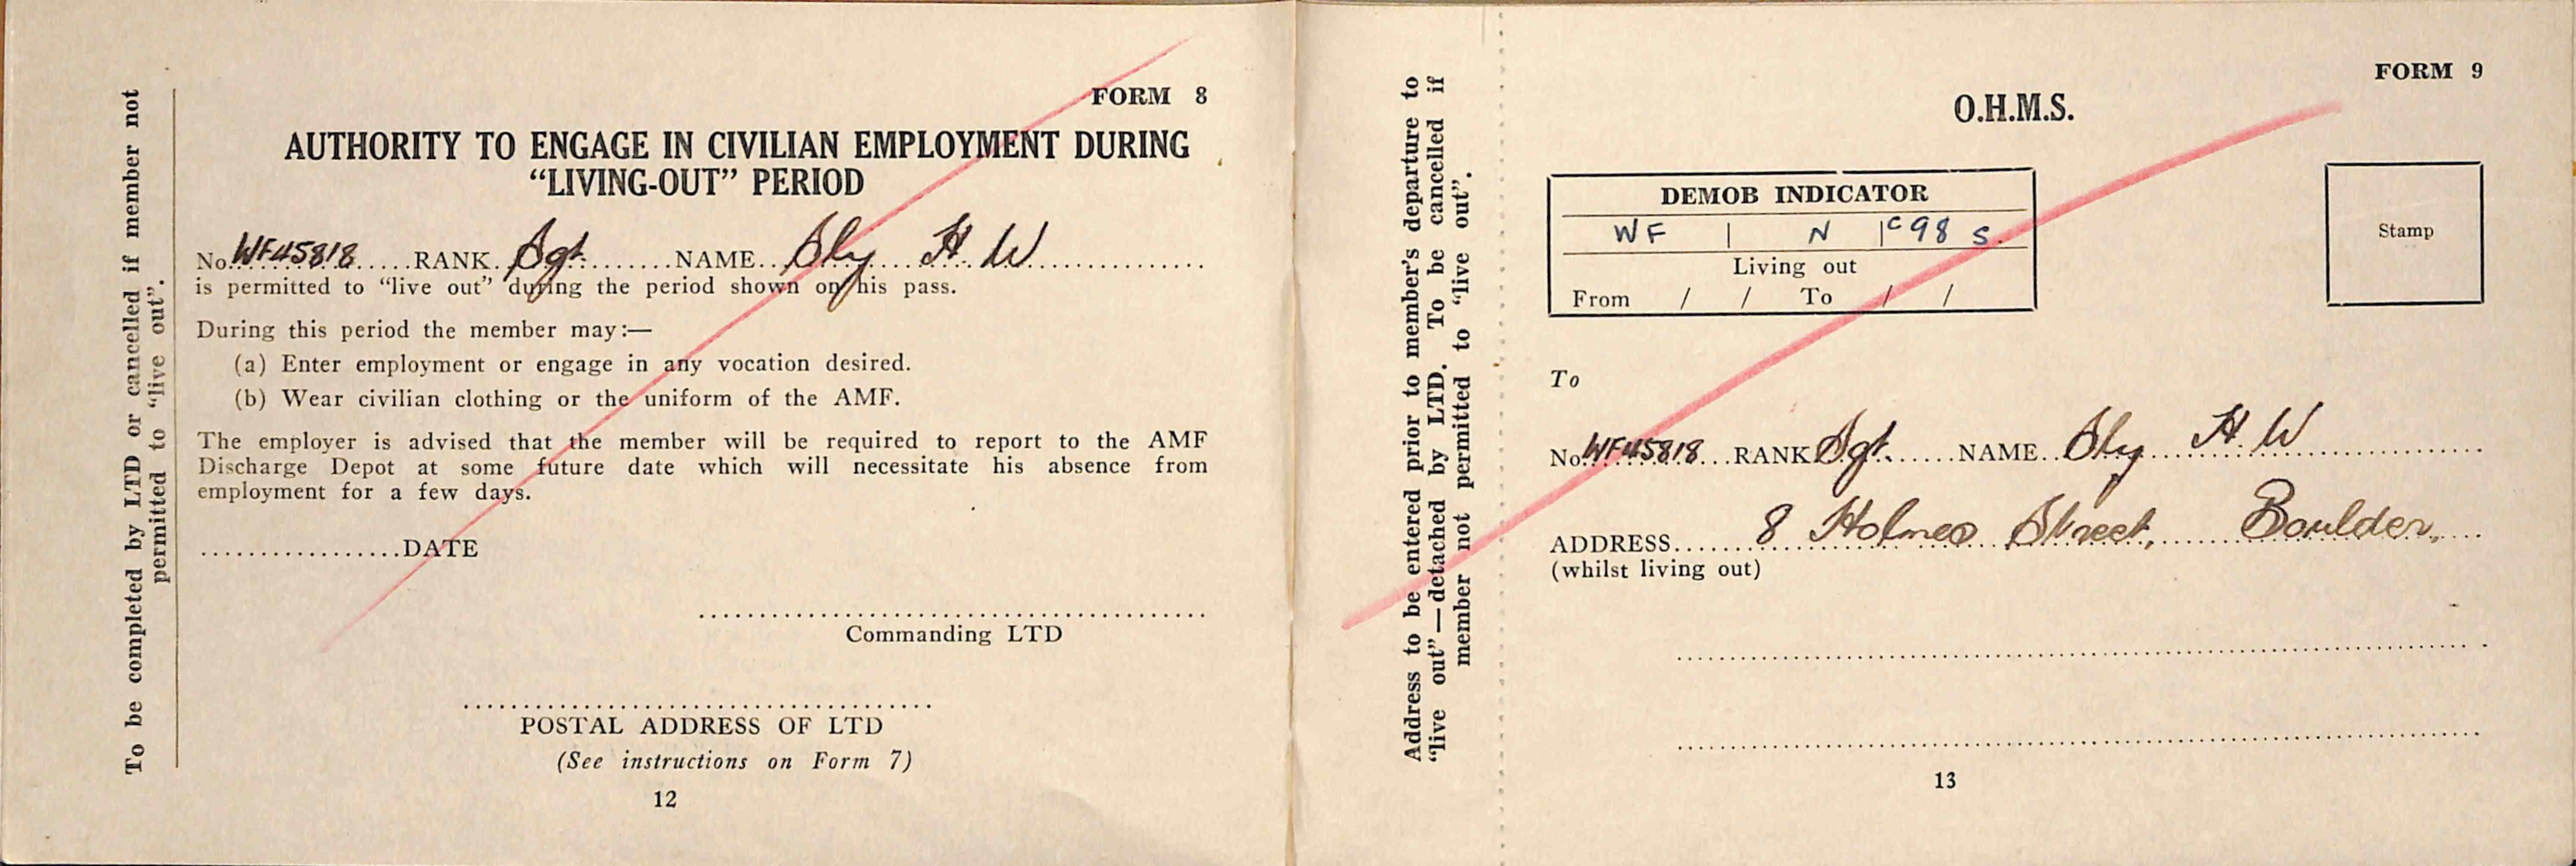 To be completed by LTD or cancelled if member not
permitted to "live out".
FORM 8
AUTHORITY TO ENGAGE IN CIVILIAN EMPLOYMENT DURING
"LIVING-OUT" PERIOD
No. WF45818 RANK Sgt. NAME Sly H. W
is permitted to "live out" during the period shown on his pass.
During this period the member may:—
(a) Enter employment or engage in any vocation desired.
(b) Wear civilian clothing or the uniform of the AMF.
The employer is advised that the member will be required to report to the AMF
Discharge Depot at some future date which will necessitate his absence from
employment for a few days.
DATE
Commanding LTD
POSTAL ADDRESS OF LTD
(See instructions on Form 7)
12
Address to be entered prior to member's departure to
"live out"—detached by LTD. To be cancelled if
member not permitted to "live out".
FORM 9
O.H.M.S.
DEMOB INDICATOR
WF | N | C 98 S.
Living out
From / / To / /
Stamp
To
No. WF45818 RANK Sgt. NAME Sly H. W
ADDRESS 8 Holmes Street, Boulder,
(whilst living out)
13